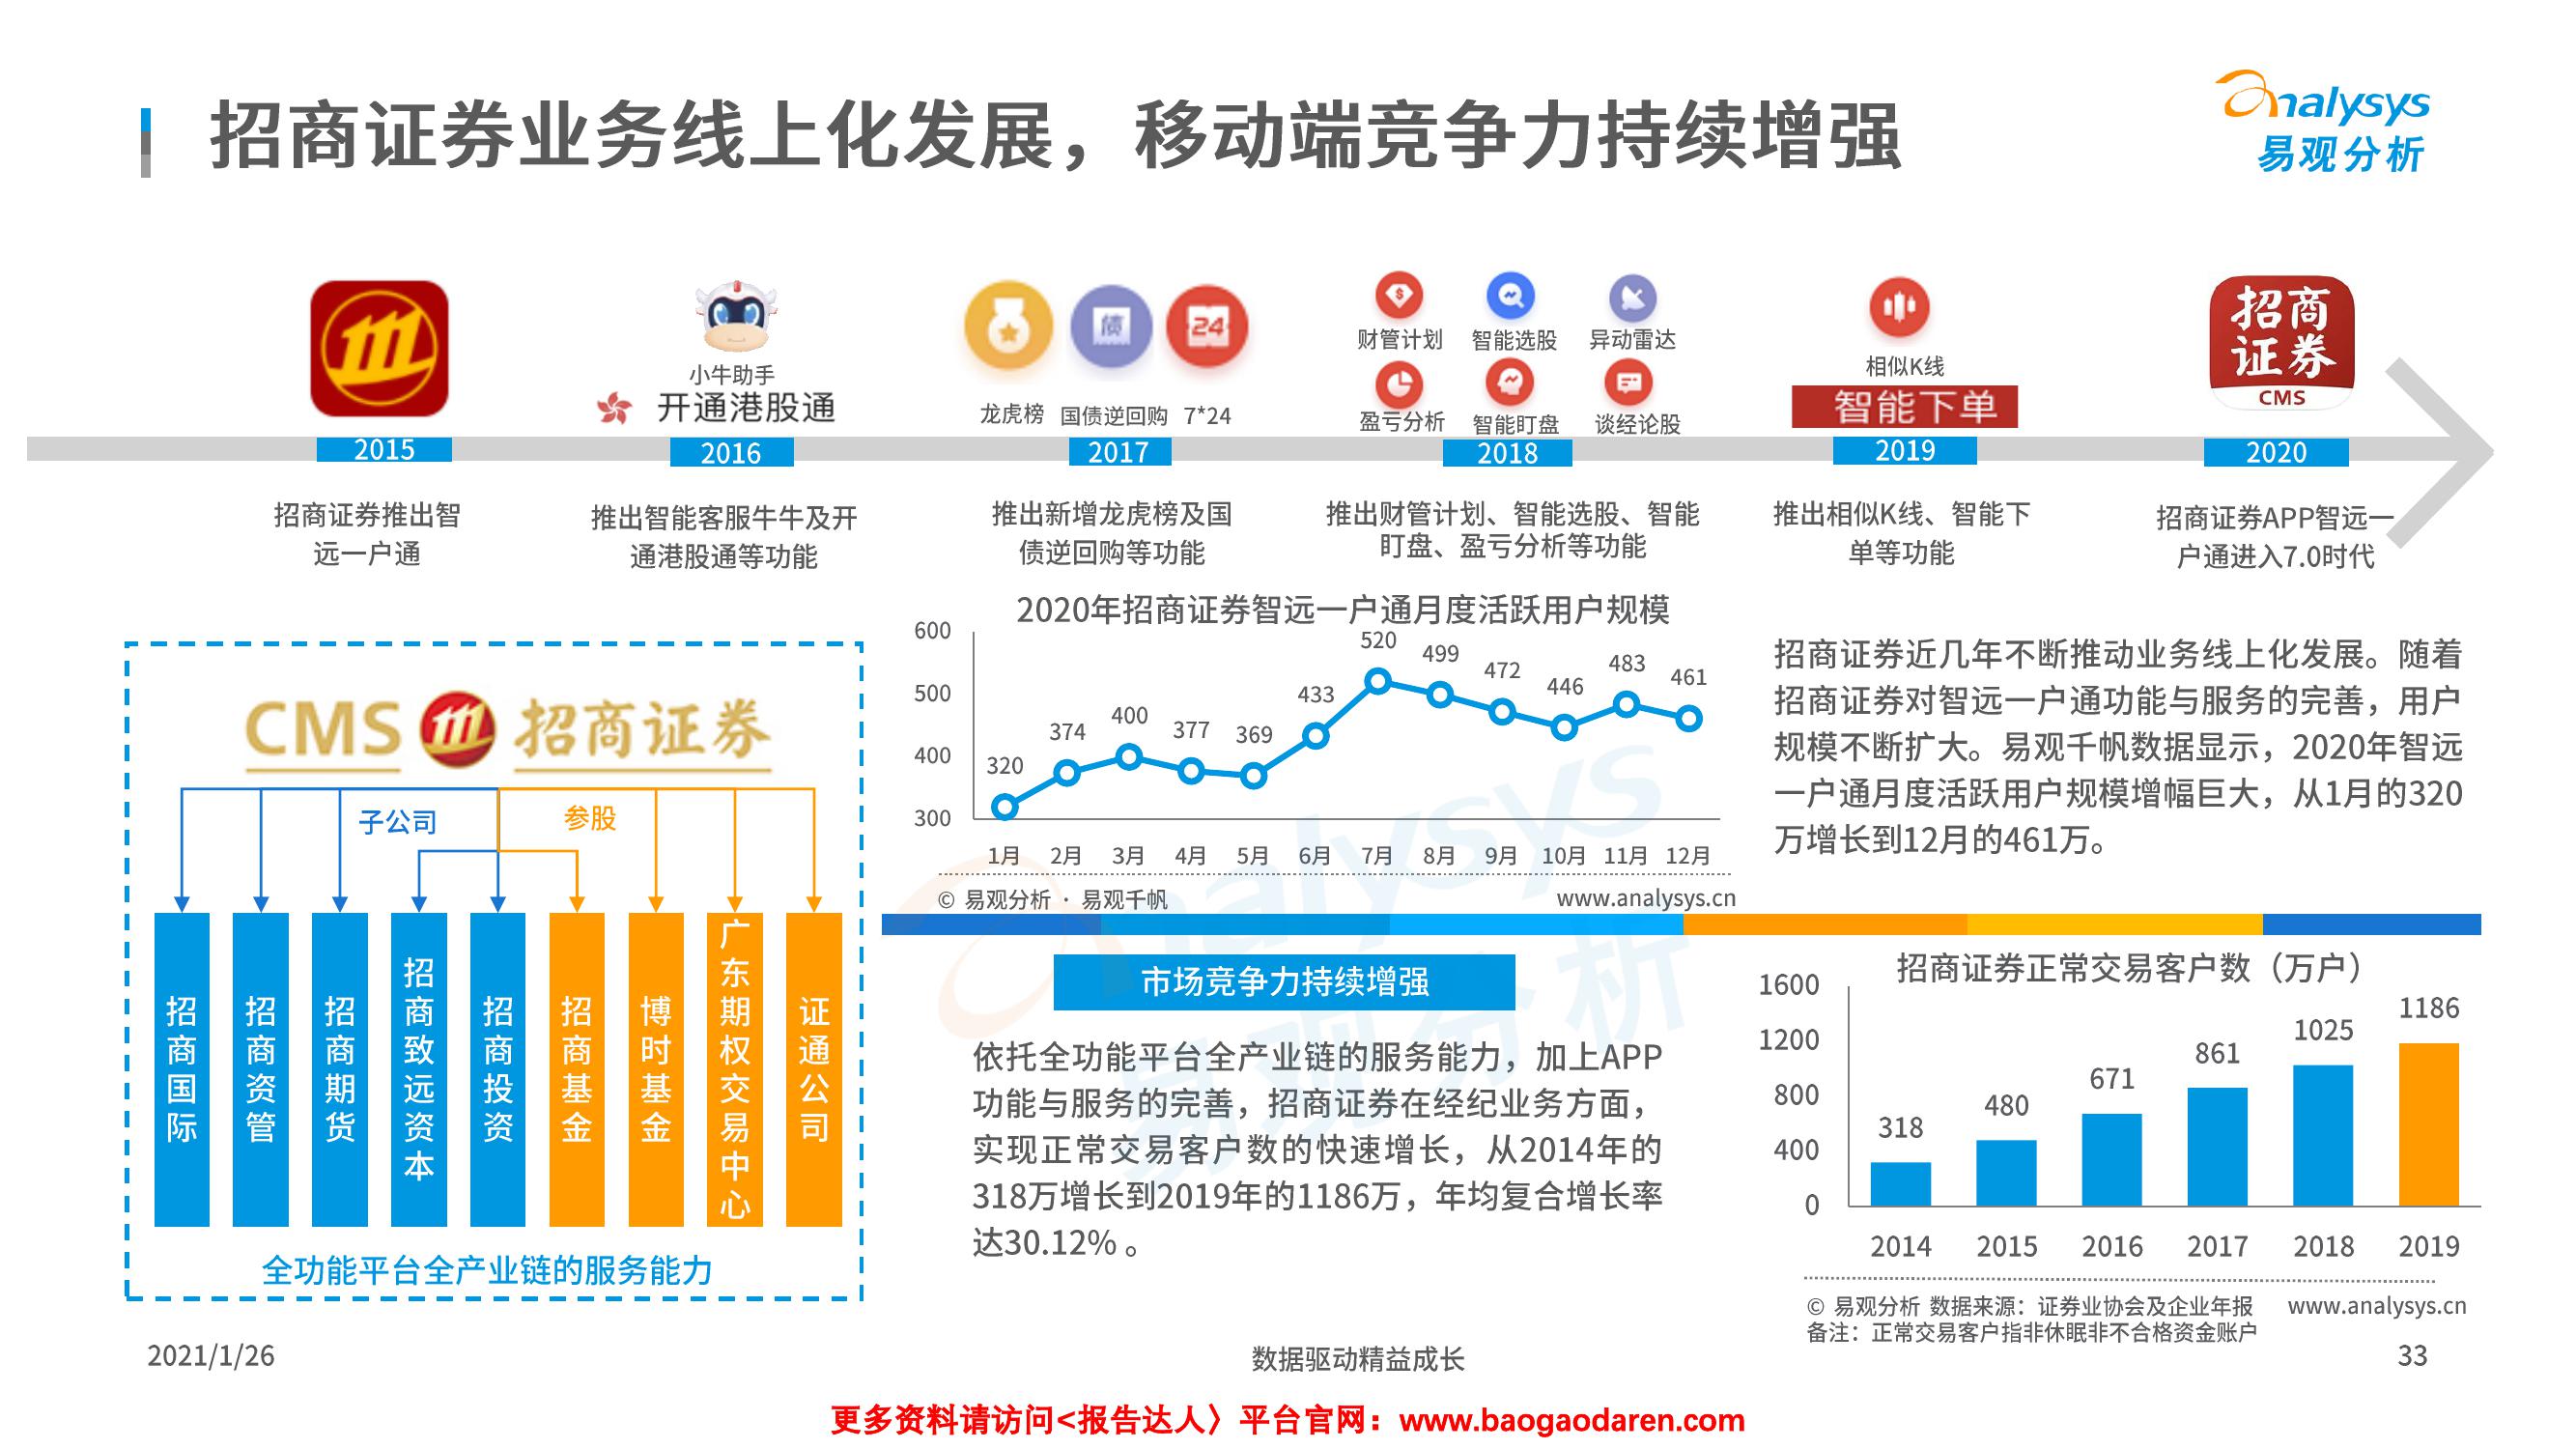 招商证券业务线上化发展，移动端竞争力持续增强
analysys
易观分析
小牛助手
开通港股通
债
24
龙虎榜 国债逆回购 7*24
财管计划 智能选股 异动雷达
盈亏分析 智能盯盘 谈经论股
相似K线
智能下单
招商
证券
CMS
2015
2016
2017
2018
2019
2020
招商证券推出智
远一户通
推出智能客服牛牛及开
通港股通等功能
推出新增龙虎榜及国
债逆回购等功能
推出财管计划、智能选股、智能
盯盘、盈亏分析等功能
推出相似K线、智能下
单等功能
招商证券APP智远一
户通进入7.0时代
CMS 招商证券
子公司
参股
招商国际
招商资管
招商期货
招商致远资本
招商投资
招商基金
博时基金
广东期权交易中心
证通公司
全功能平台全产业链的服务能力
2020年招商证券智远一户通月度活跃用户规模
600
500
400
300
320
374
400
377
369
433
520
499
472
446
483
461
1月 2月 3月 4月 5月 6月 7月 8月 9月 10月 11月 12月
© 易观分析 · 易观千帆 www.analysys.cn
招商证券近几年不断推动业务线上化发展。随着
招商证券对智远一户通功能与服务的完善，用户
规模不断扩大。易观千帆数据显示，2020年智远
一户通月度活跃用户规模增幅巨大，从1月的320
万增长到12月的461万。
市场竞争力持续增强
依托全功能平台全产业链的服务能力，加上APP
功能与服务的完善，招商证券在经纪业务方面，
实现正常交易客户数的快速增长，从2014年的
318万增长到2019年的1186万，年均复合增长率
达30.12% 。
招商证券正常交易客户数（万户）
1600
1200
800
400
0
318
480
671
861
1025
1186
2014 2015 2016 2017 2018 2019
© 易观分析 数据来源：证券业协会及企业年报 www.analysys.cn
备注：正常交易客户指非休眠非不合格资金账户
analysys
易观分析
2021/1/26
数据驱动精益成长
33
更多资料请访问<报告达人〉平台官网：www.baogaodaren.com